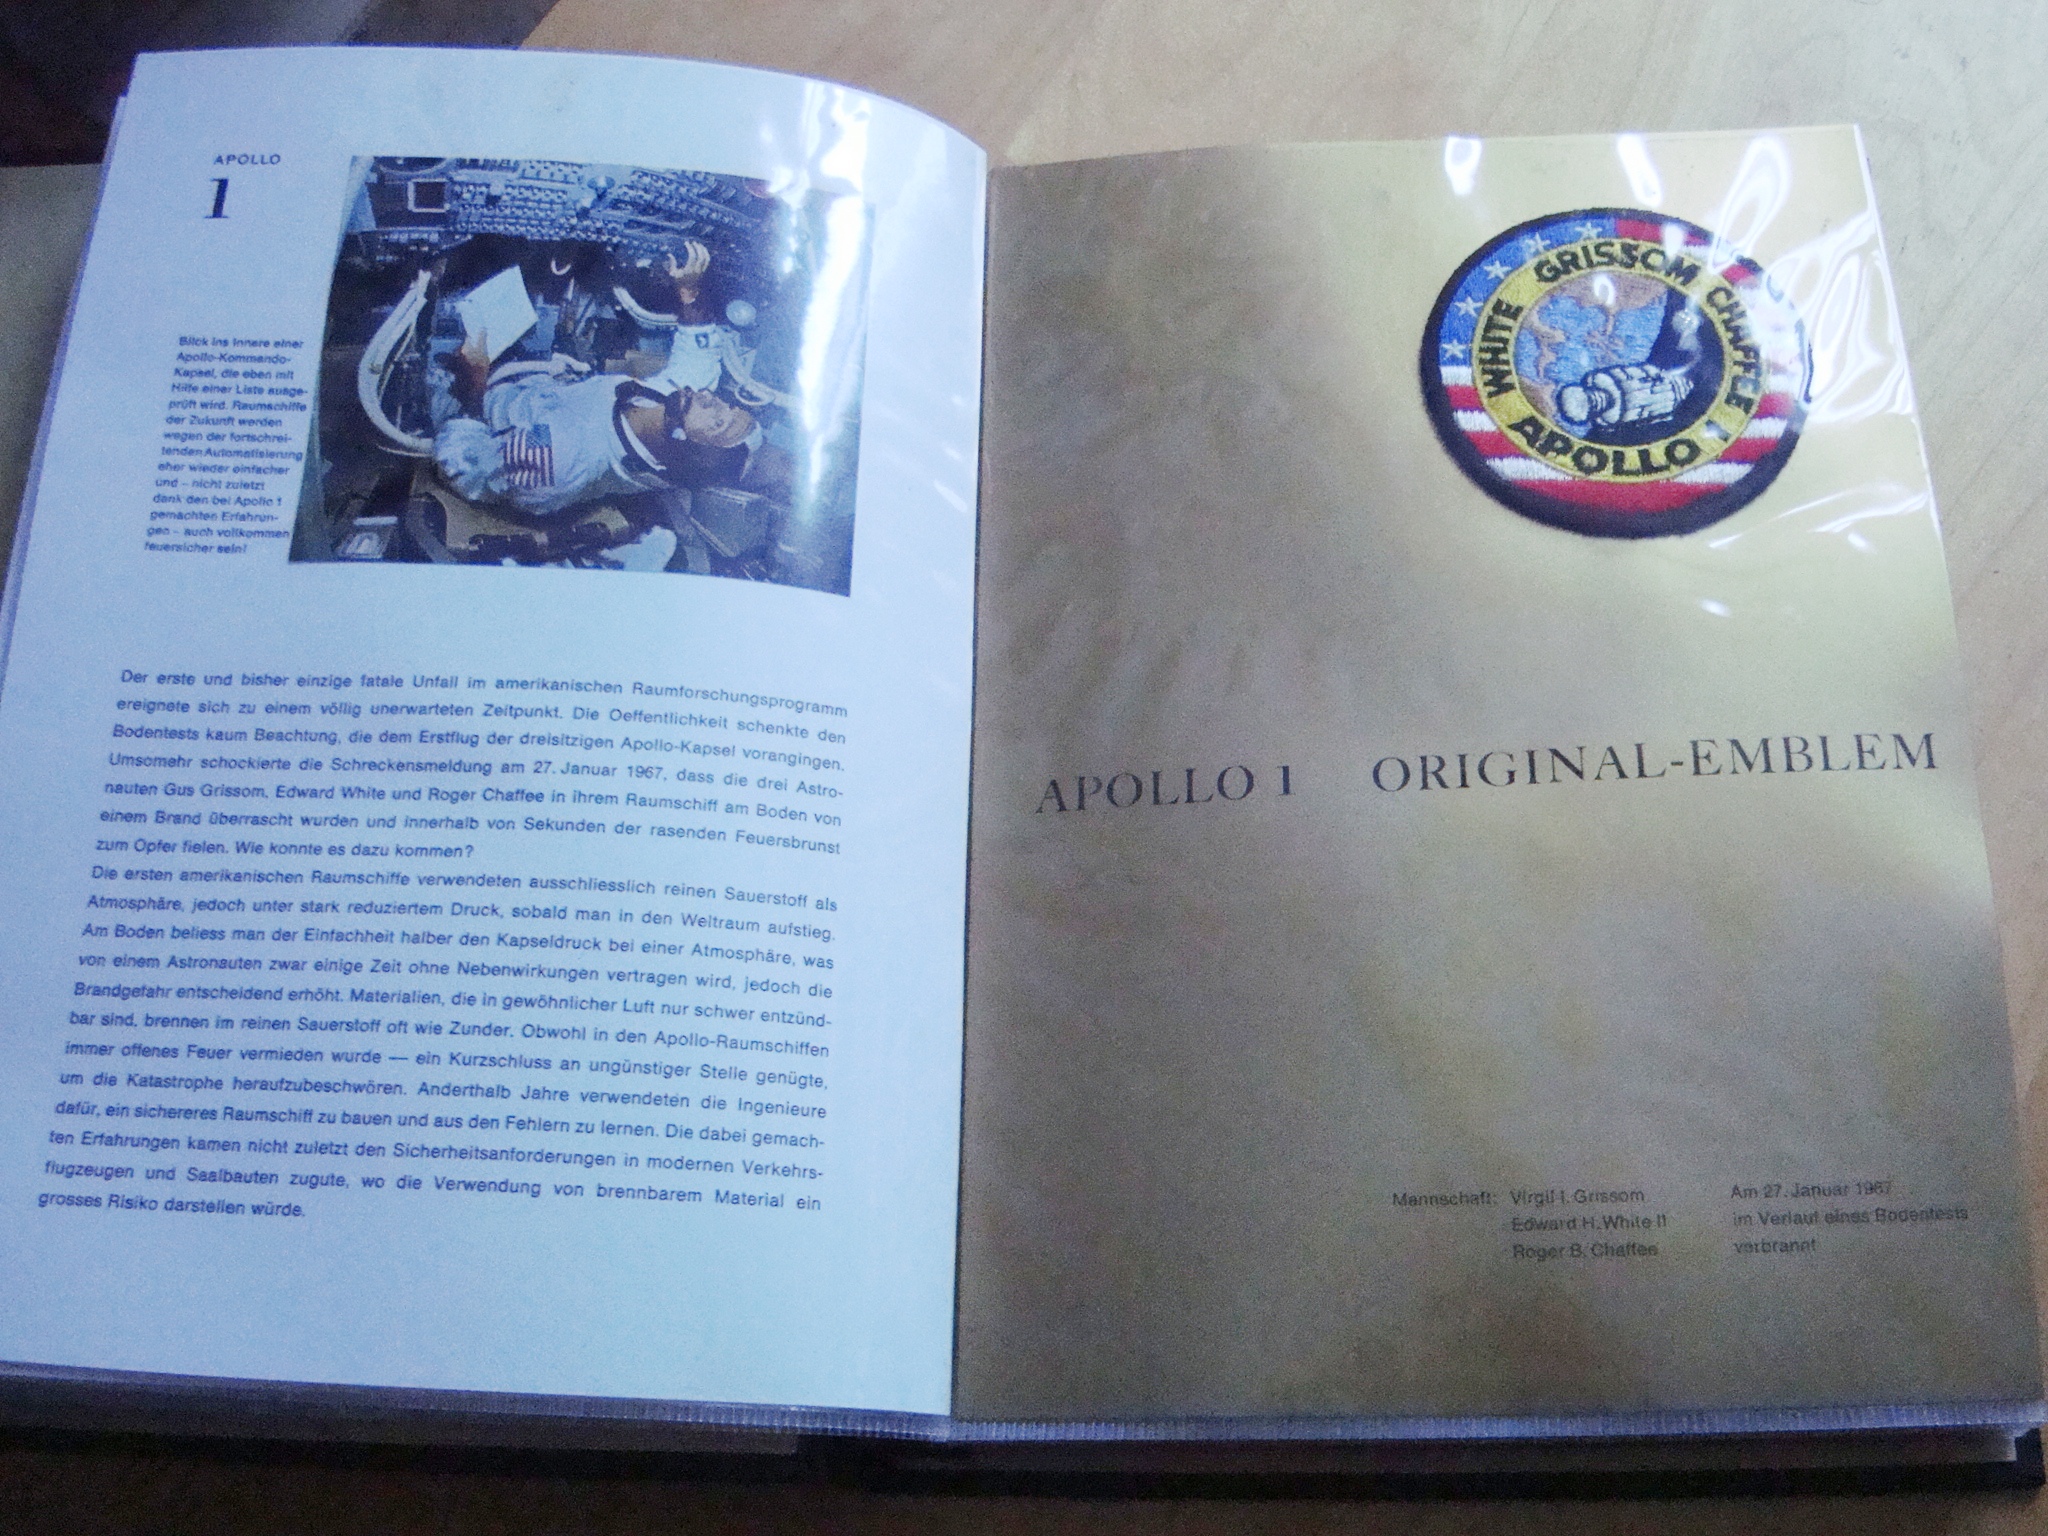 APOLLO
1
Blick ins Innere einer
Apollo-Kommando-
Kapsel, die eben mit
Hilfe einer Liste ausge-
prüft wird. Raumschiffe
der Zukunft werden
wegen der fortschrei-
tenden Automatisierung
eher wieder einfacher
und – nicht zuletzt
dank den bei Apollo 1
gemachten Erfahrun-
gen – auch vollkommen
feuersicher sein!
Der erste und bisher einzige fatale Unfall im amerikanischen Raumforschungsprogramm
ereignete sich zu einem völlig unerwarteten Zeitpunkt. Die Oeffentlichkeit schenkte den
Bodentests kaum Beachtung, die dem Erstflug der dreisitzigen Apollo-Kapsel vorangingen.
Umsomehr schockierte die Schreckensmeldung am 27. Januar 1967, dass die drei Astro-
nauten Gus Grissom, Edward White und Roger Chaffee in ihrem Raumschiff am Boden von
einem Brand überrascht wurden und innerhalb von Sekunden der rasenden Feuersbrunst
zum Opfer fielen. Wie konnte es dazu kommen?
Die ersten amerikanischen Raumschiffe verwendeten ausschliesslich reinen Sauerstoff als
Atmosphäre, jedoch unter stark reduziertem Druck, sobald man in den Weltraum aufstieg.
Am Boden beliess man der Einfachheit halber den Kapseldruck bei einer Atmosphäre, was
von einem Astronauten zwar einige Zeit ohne Nebenwirkungen vertragen wird, jedoch die
Brandgefahr entscheidend erhöht. Materialien, die in gewöhnlicher Luft nur schwer entzünd-
bar sind, brennen im reinen Sauerstoff oft wie Zunder. Obwohl in den Apollo-Raumschiffen
immer offenes Feuer vermieden wurde — ein Kurzschluss an ungünstiger Stelle genügte,
um die Katastrophe heraufzubeschwören. Anderthalb Jahre verwendeten die Ingenieure
dafür, ein sichereres Raumschiff zu bauen und aus den Fehlern zu lernen. Die dabei gemach-
ten Erfahrungen kamen nicht zuletzt den Sicherheitsanforderungen in modernen Verkehrs-
flugzeugen und Saalbauten zugute, wo die Verwendung von brennbarem Material ein
grosses Risiko darstellen würde.
WHITE GRISSOM CHAFFEE
APOLLO 1
APOLLO 1 ORIGINAL-EMBLEM
Mannschaft: Virgil I. Grissom Am 27. Januar 1967
Edward H. White II im Verlauf eines Bodentests
Roger B. Chaffee verbrannt